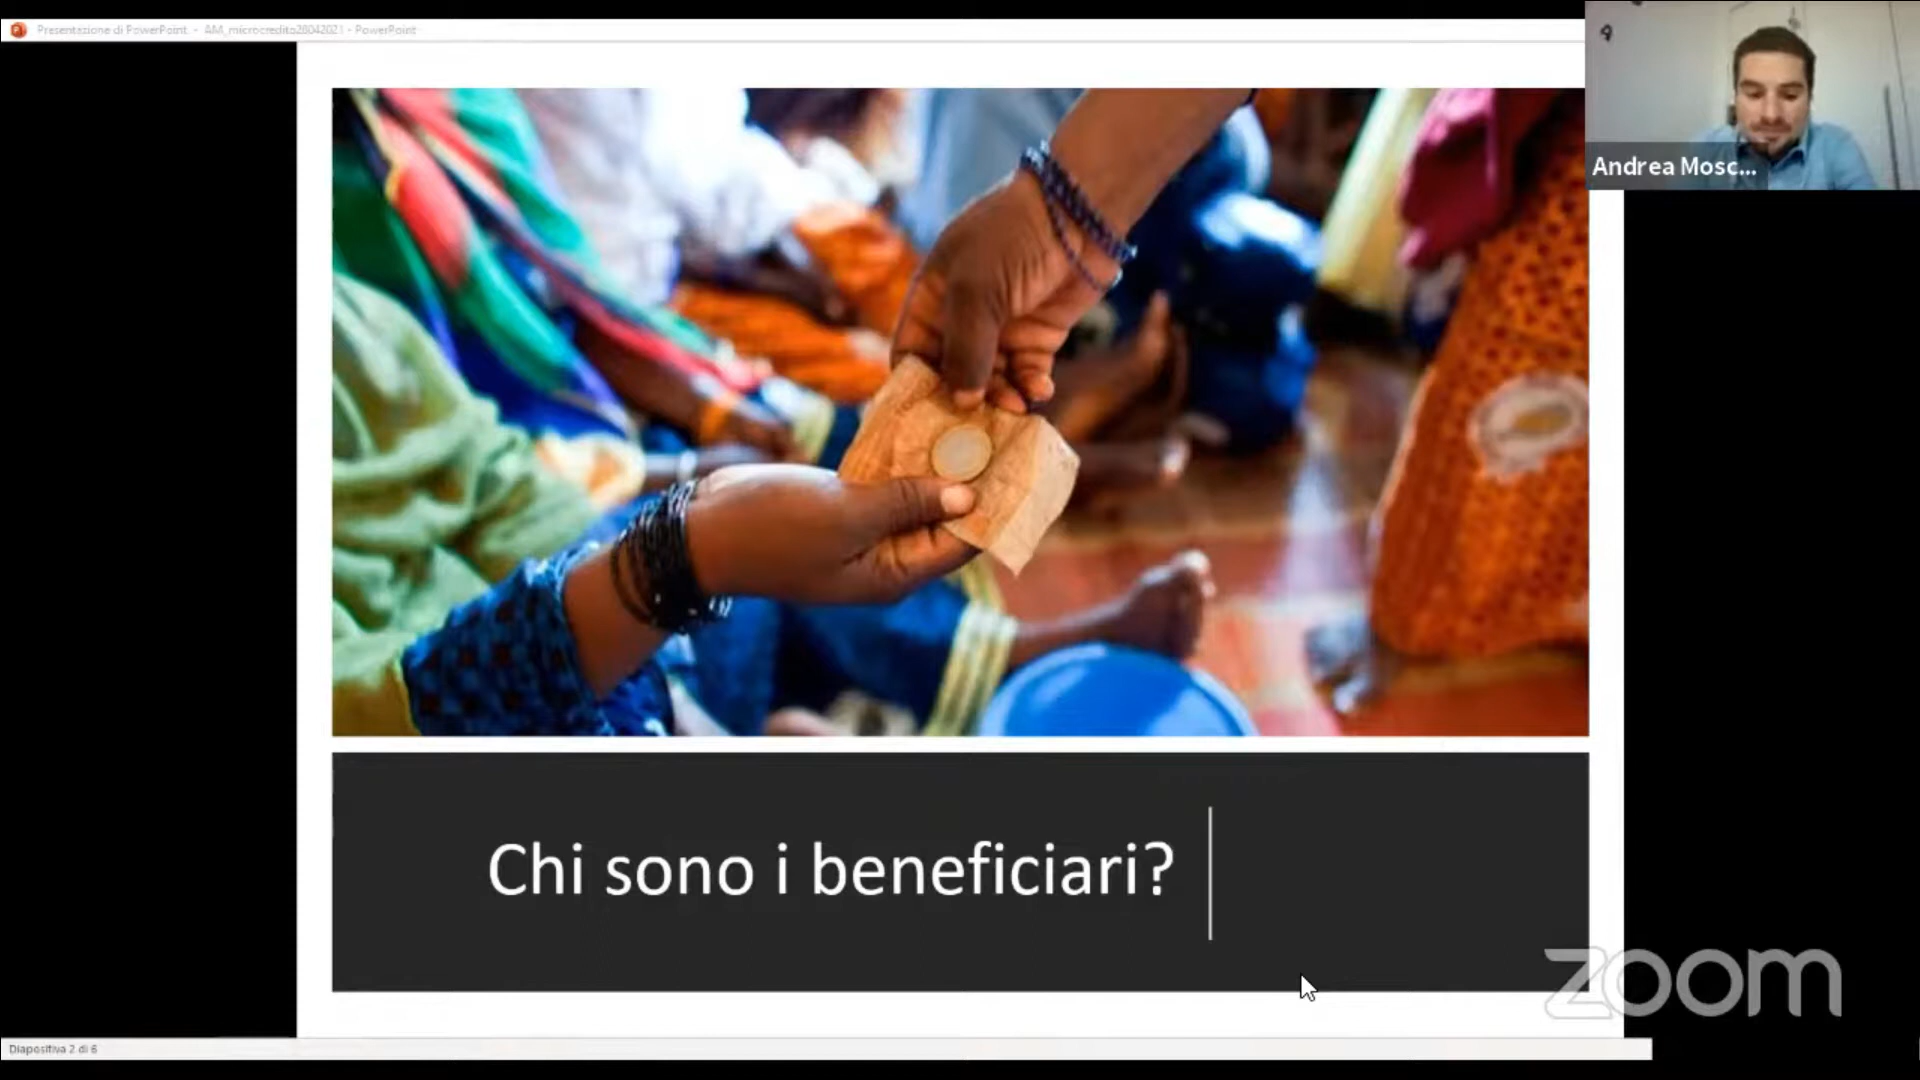 Presentazione di PowerPoint - AM_microcredito28042021 - PowerPoint
Andrea Mosc...
Chi sono i beneficiari?
zoom
Diapositiva 2 di 6